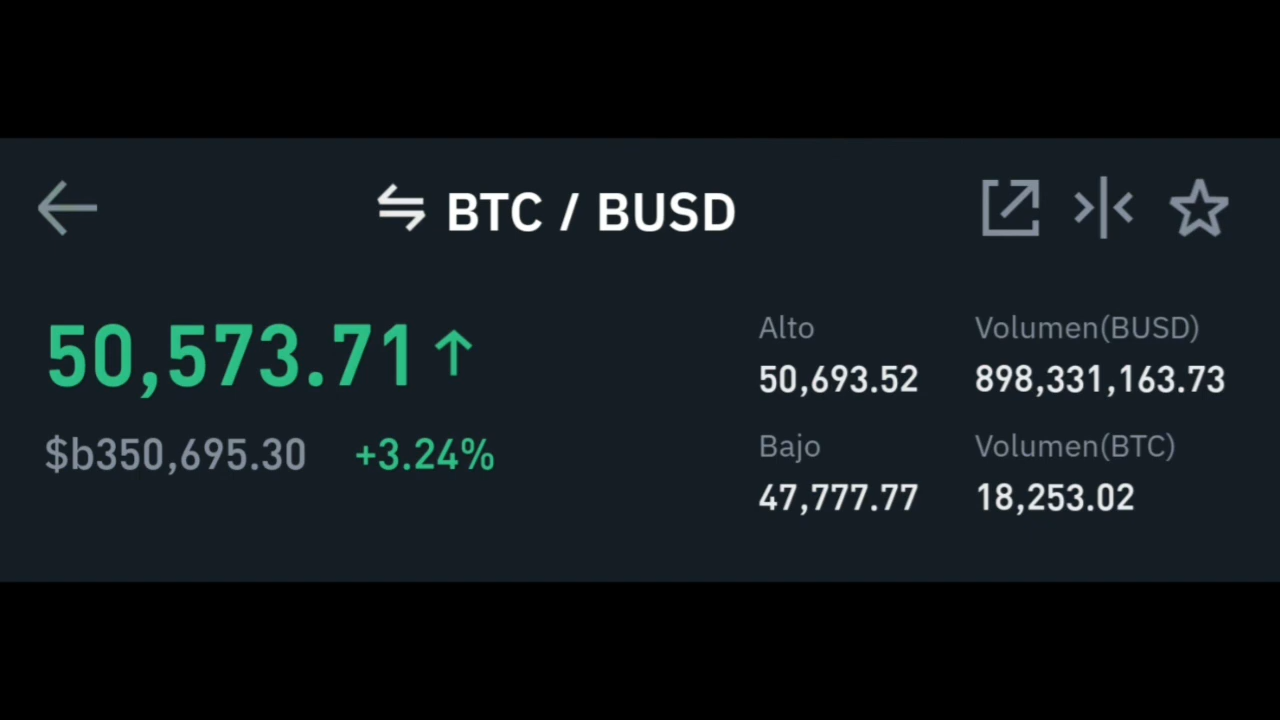 BTC / BUSD
50,573.71↑
$b350,695.30 +3.24%
Alto
50,693.52
Bajo
47,777.77
Volumen(BUSD)
898,331,163.73
Volumen(BTC)
18,253.02